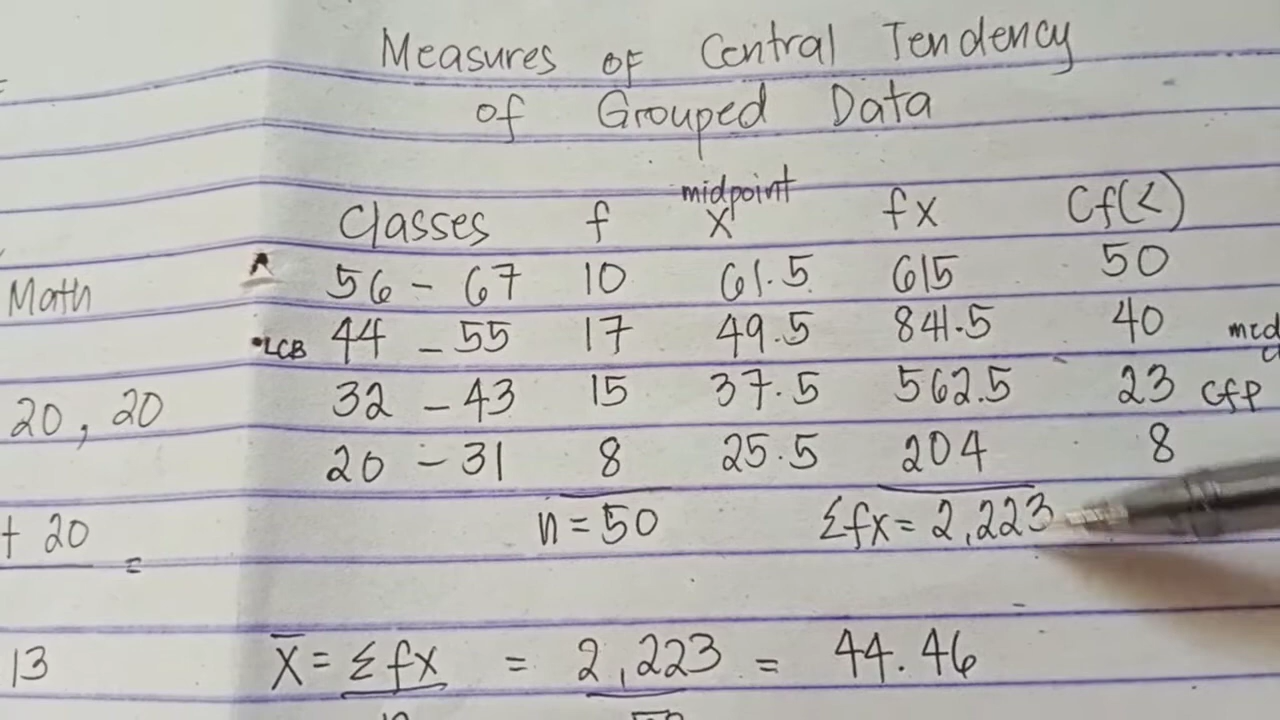 Measures of Central Tendency
of Grouped Data
Classes f midpoint X fx Cf(<)
Math 56 - 67 10 61.5 615 50
•LCB 44 - 55 17 49.5 841.5 40
20, 20 32 - 43 15 37.5 562.5 23 Cfp
20 - 31 8 25.5 204 8
+ 20 = n = 50 Σfx = 2,223
13 X̄ = Σfx = 2,223 = 44.46